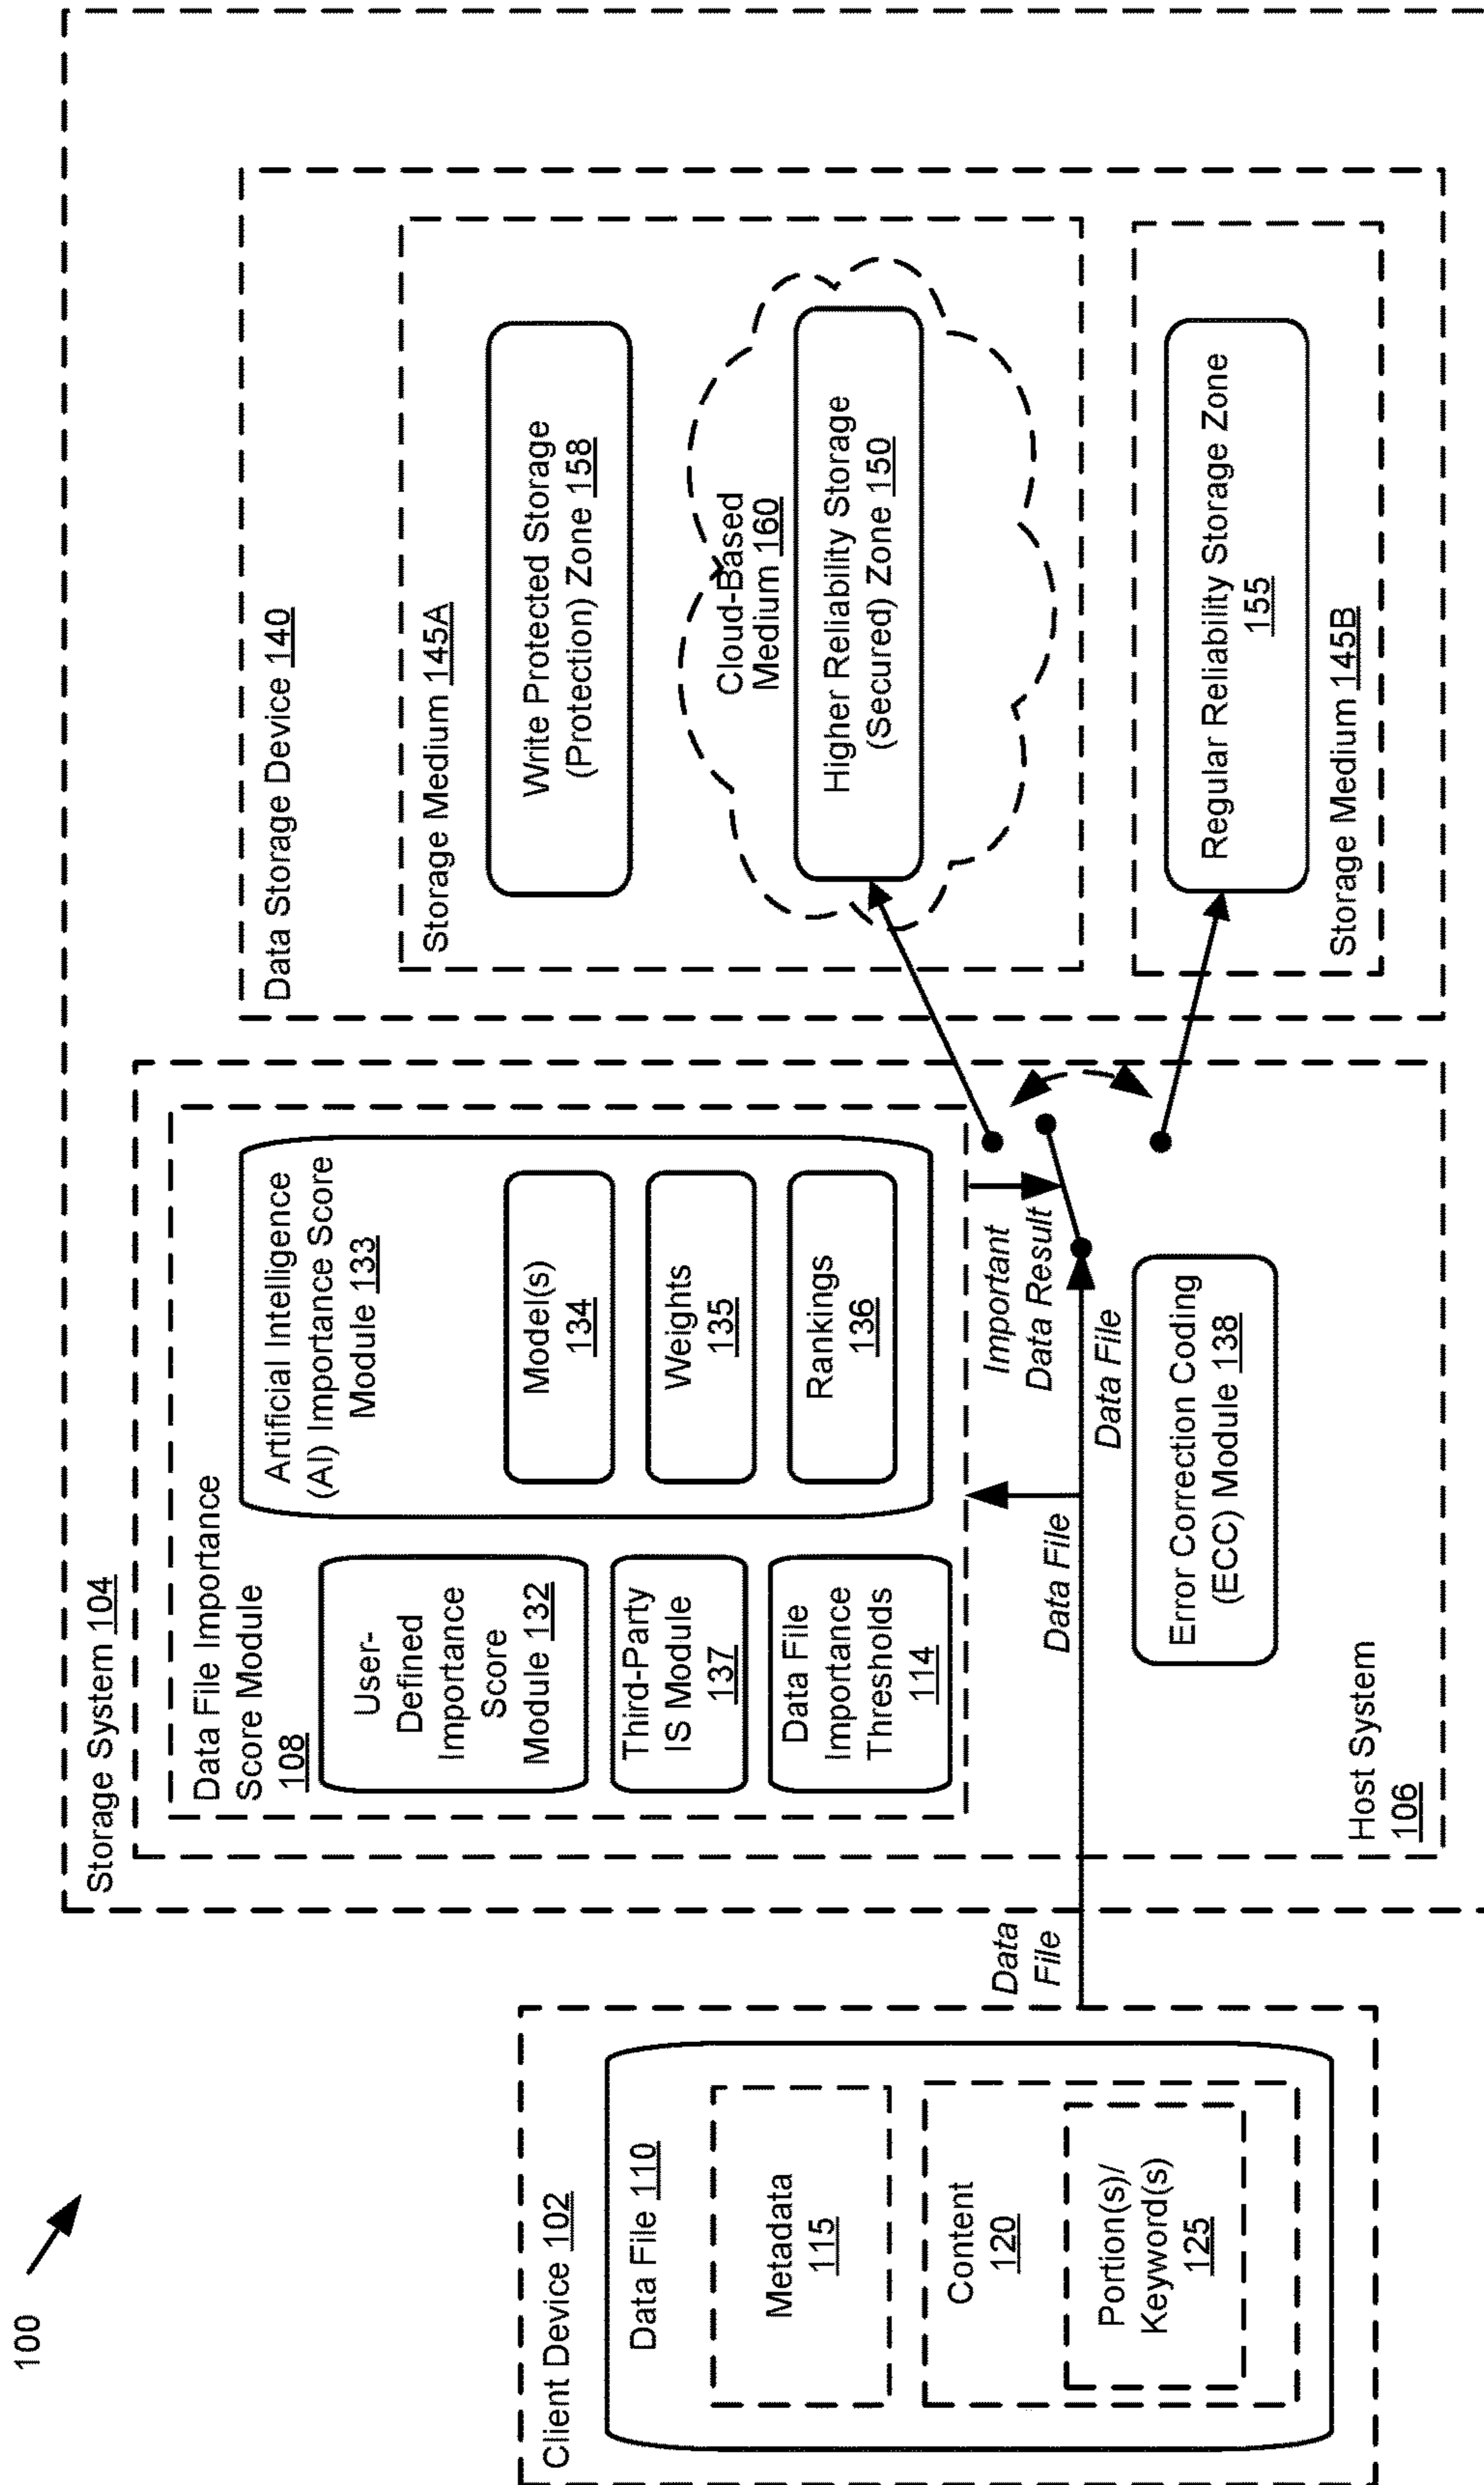 100
Client Device 102
Data File 110
Metadata
115
Content
120
Portion(s)/
Keyword(s)
125
Data
File
Storage System 104
Data File Importance
Score Module
108
User-
Defined
Importance
Score
Module 132
Third-Party
IS Module
137
Data File
Importance
Thresholds
114
Artificial Intelligence
(AI) Importance Score
Module 133
Model(s)
134
Weights
135
Rankings
136
Data File
Important
Data Result
Data File
Error Correction Coding
(ECC) Module 138
Host System
106
Data Storage Device 140
Storage Medium 145A
Write Protected Storage
(Protection) Zone 158
Cloud-Based
Medium 160
Higher Reliability Storage
(Secured) Zone 150
Regular Reliability Storage Zone
155
Storage Medium 145B